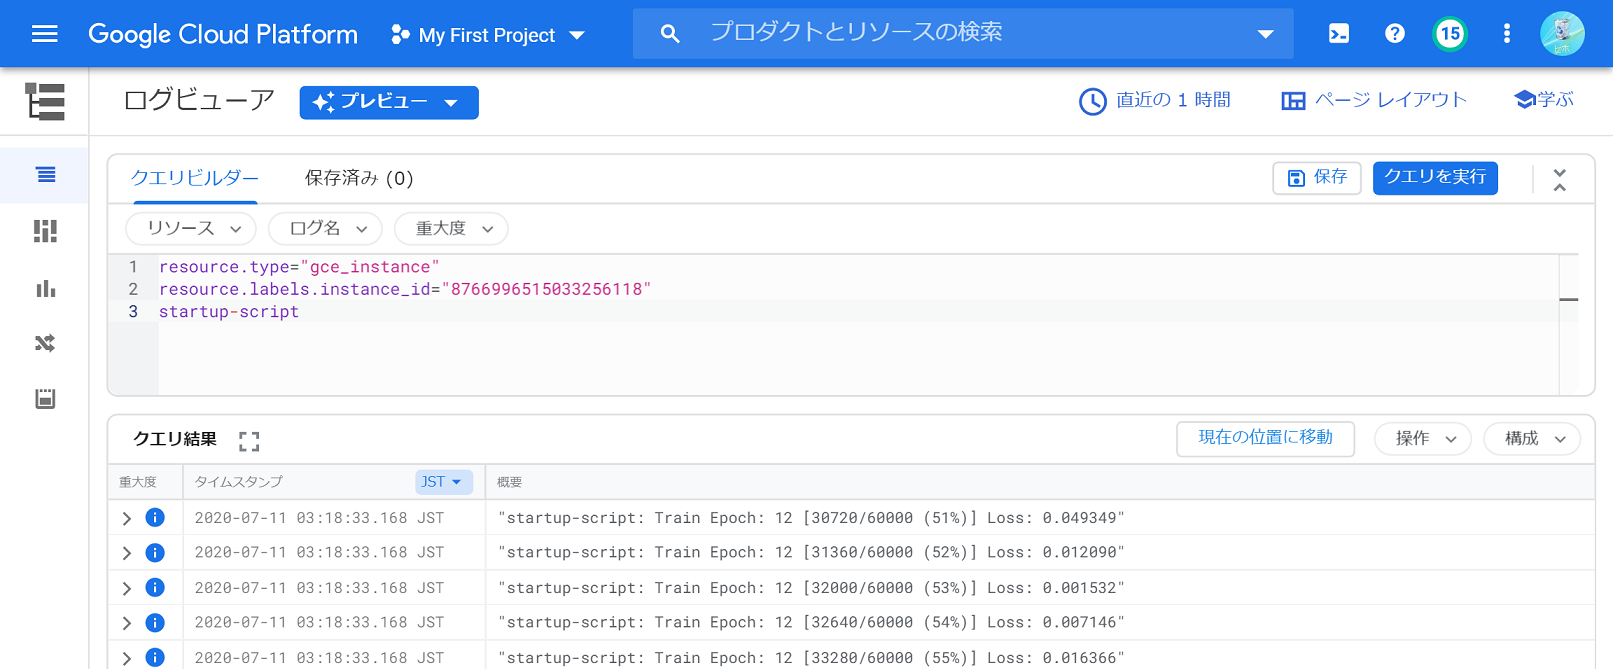 Google Cloud Platform My First Project プロダクトとリソースの検索 15
ログビューア プレビュー 直近の 1 時間 ページ レイアウト 学ぶ
クエリビルダー 保存済み (0) 保存 クエリを実行
リソース ログ名 重大度
1 resource.type="gce_instance"
2 resource.labels.instance_id="8766996515033256118"
3 startup-script
クエリ結果 現在の位置に移動 操作 構成
重大度 タイムスタンプ JST 概要
2020-07-11 03:18:33.168 JST "startup-script: Train Epoch: 12 [30720/60000 (51%)] Loss: 0.049349"
2020-07-11 03:18:33.168 JST "startup-script: Train Epoch: 12 [31360/60000 (52%)] Loss: 0.012090"
2020-07-11 03:18:33.168 JST "startup-script: Train Epoch: 12 [32000/60000 (53%)] Loss: 0.001532"
2020-07-11 03:18:33.168 JST "startup-script: Train Epoch: 12 [32640/60000 (54%)] Loss: 0.007146"
2020-07-11 03:18:33.168 JST "startup-script: Train Epoch: 12 [33280/60000 (55%)] Loss: 0.016366"